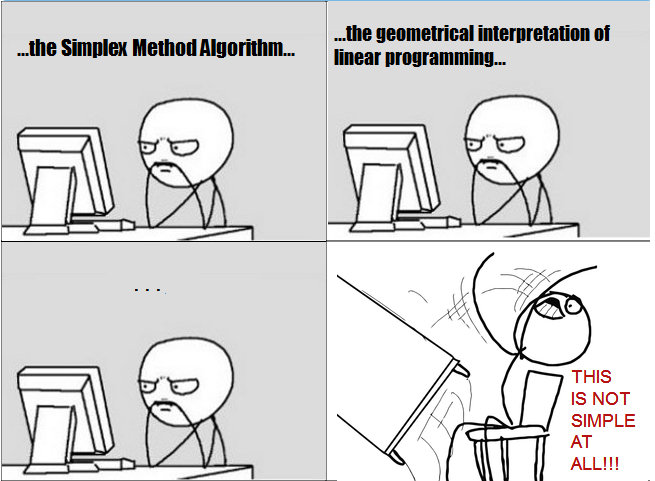 ...the Simplex Method Algorithm...
...the geometrical interpretation of
linear programming...
...
THIS
IS NOT
SIMPLE
AT
ALL!!!